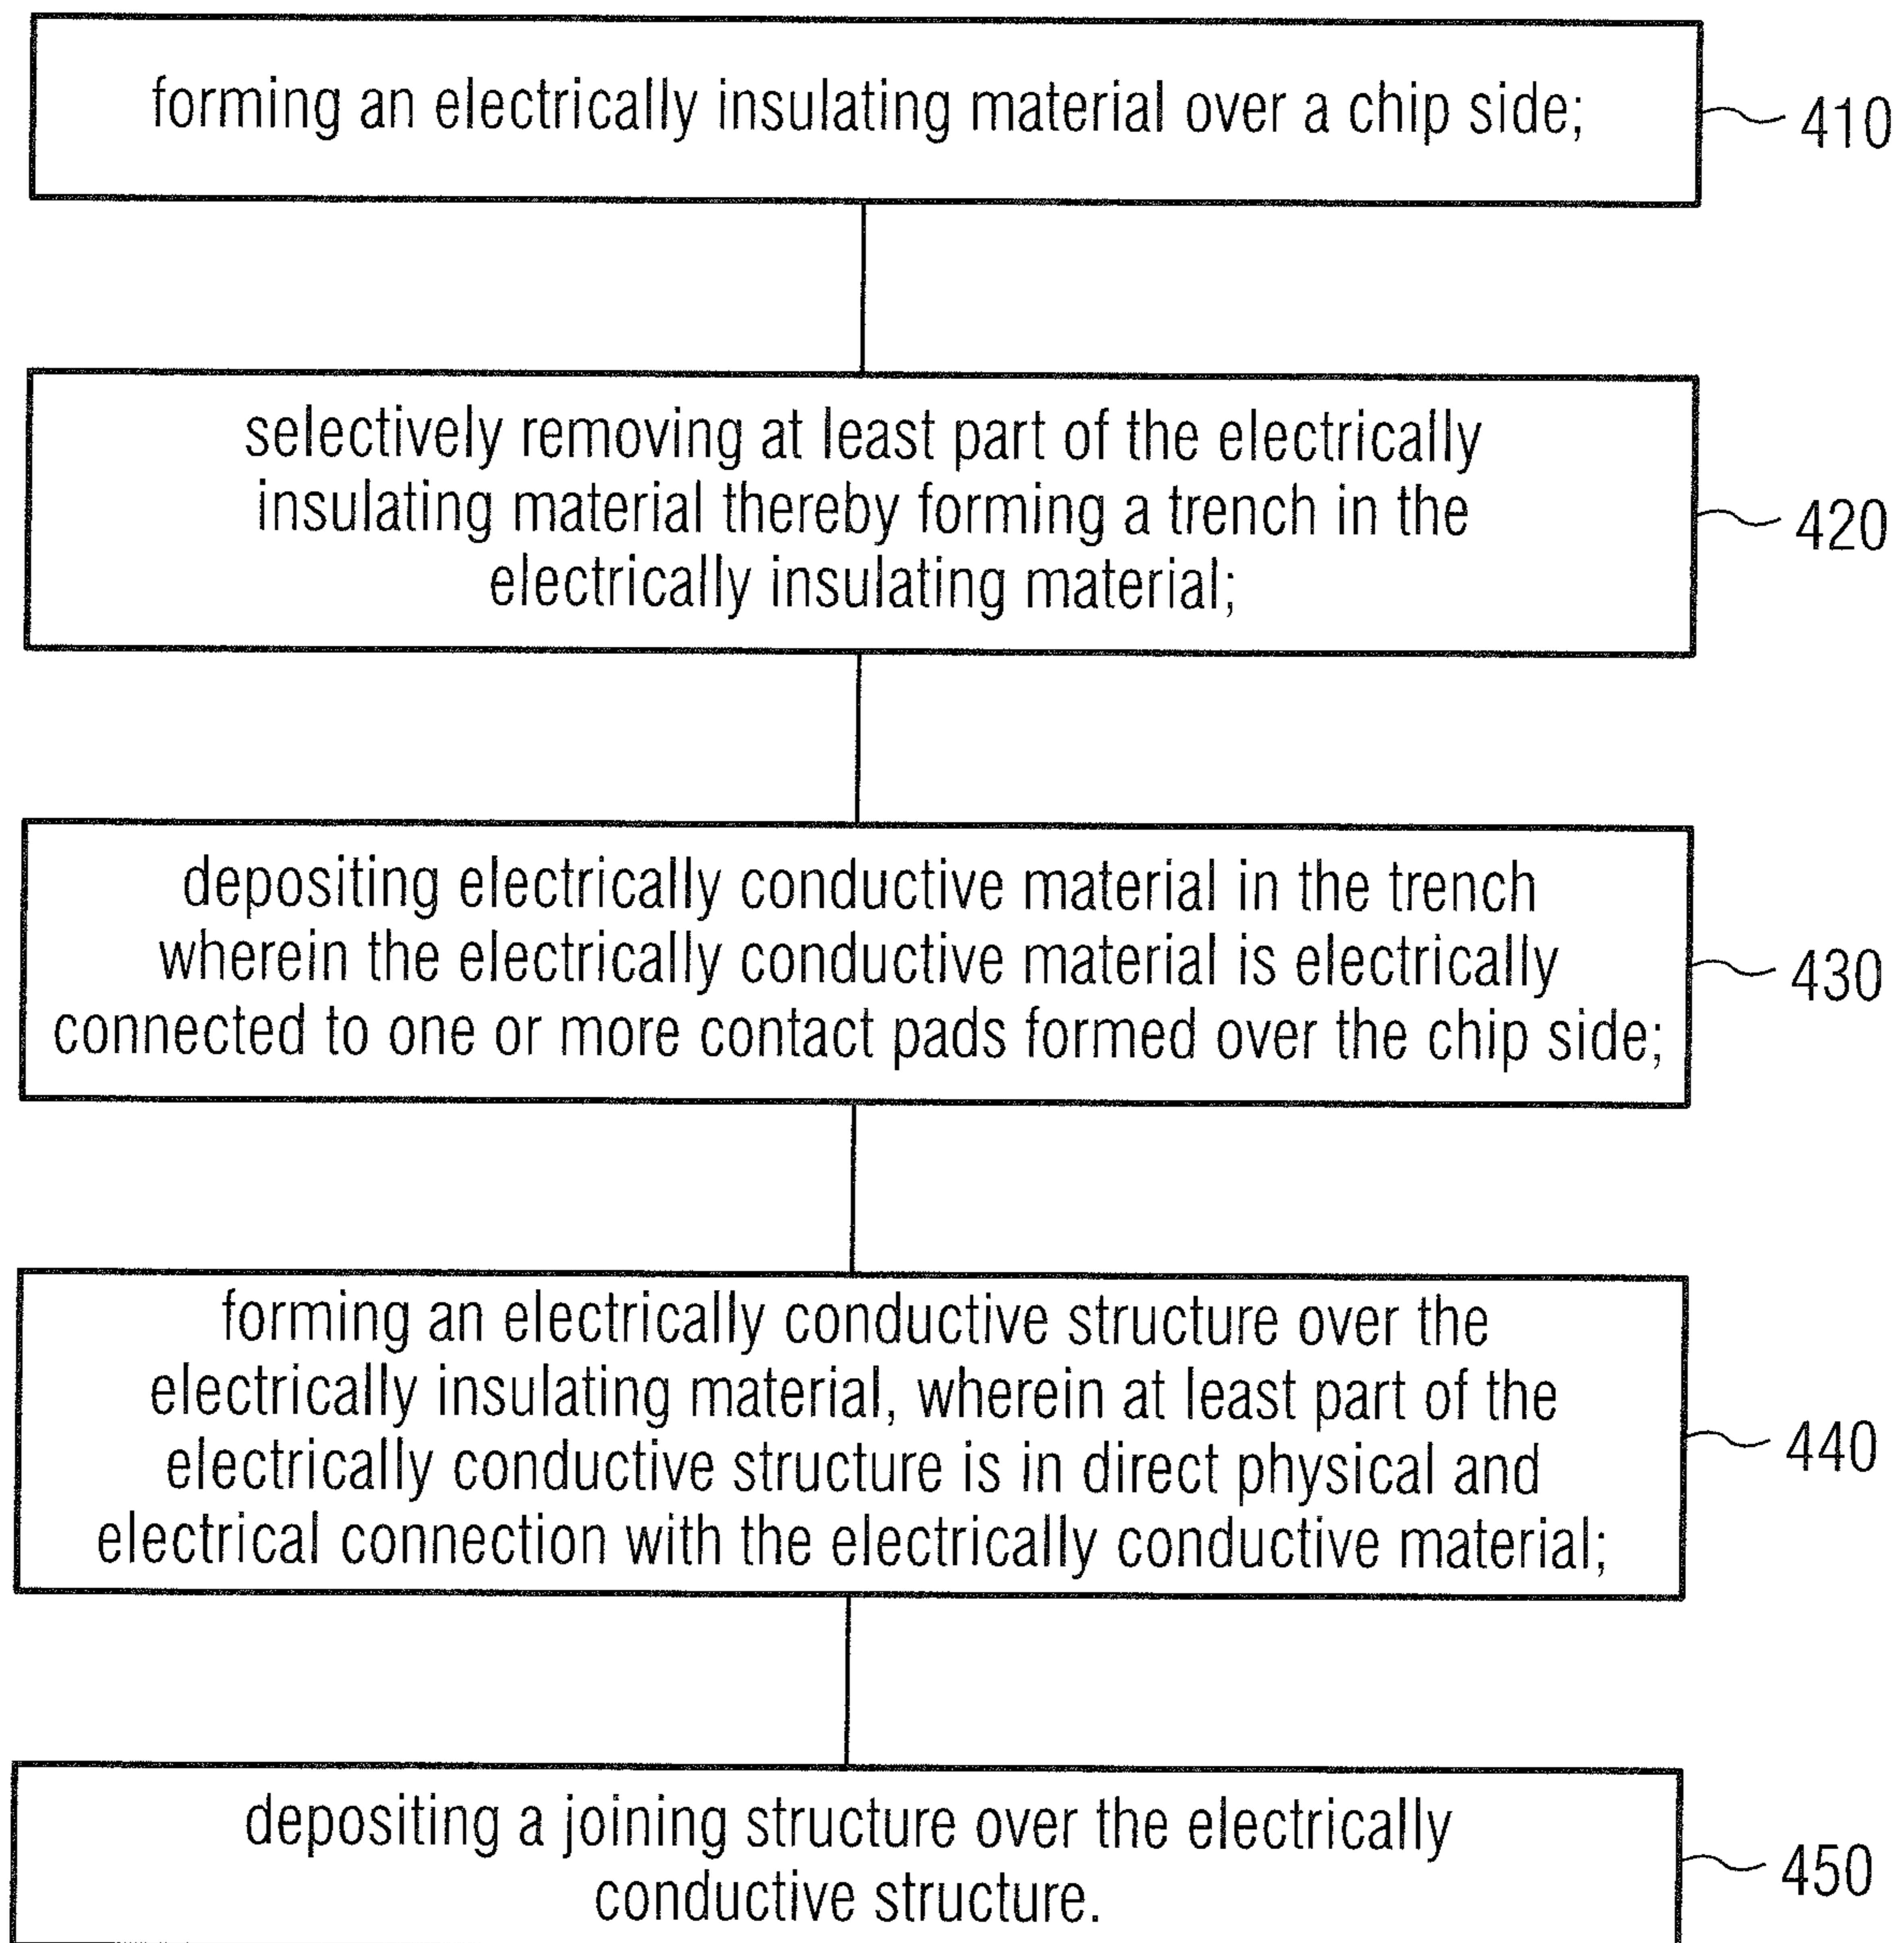 forming an electrically insulating material over a chip side;
410
selectively removing at least part of the electrically
insulating material thereby forming a trench in the
electrically insulating material;
420
depositing electrically conductive material in the trench
wherein the electrically conductive material is electrically
connected to one or more contact pads formed over the chip side;
430
forming an electrically conductive structure over the
electrically insulating material, wherein at least part of the
electrically conductive structure is in direct physical and
electrical connection with the electrically conductive material;
440
depositing a joining structure over the electrically
conductive structure.
450